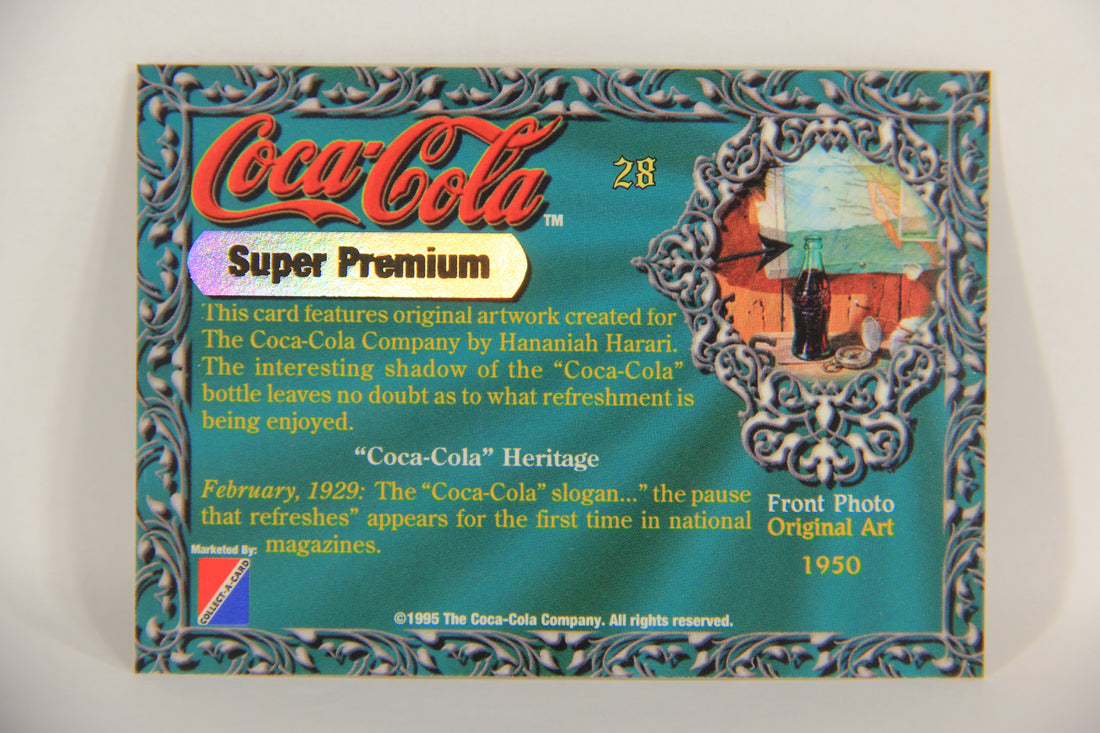 Coca-Cola™
28
Super Premium
This card features original artwork created for
The Coca-Cola Company by Hananiah Harari.
The interesting shadow of the “Coca-Cola”
bottle leaves no doubt as to what refreshment is
being enjoyed.
“Coca-Cola” Heritage
February, 1929: The “Coca-Cola” slogan...” the pause
that refreshes” appears for the first time in national
magazines.
Front Photo
Original Art
1950
Marketed By:
COLLECT-A-CARD
©1995 The Coca-Cola Company. All rights reserved.